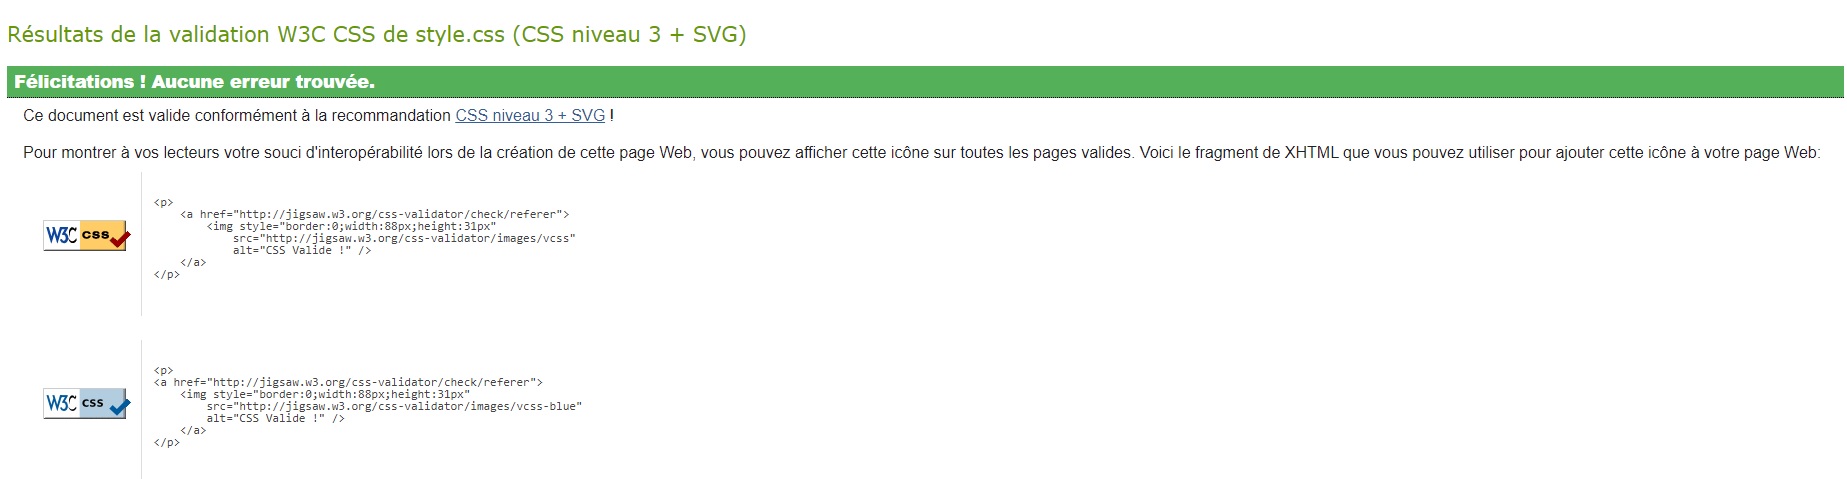 Résultats de la validation W3C CSS de style.css (CSS niveau 3 + SVG)
Félicitations ! Aucune erreur trouvée.
Ce document est valide conformément à la recommandation CSS niveau 3 + SVG !
Pour montrer à vos lecteurs votre souci d'interopérabilité lors de la création de cette page Web, vous pouvez afficher cette icône sur toutes les pages valides. Voici le fragment de XHTML que vous pouvez utiliser pour ajouter cette icône à votre page Web:
W3C css
<p>
    <a href="http://jigsaw.w3.org/css-validator/check/referer">
        <img style="border:0;width:88px;height:31px"
            src="http://jigsaw.w3.org/css-validator/images/vcss"
            alt="CSS Valide !" />
    </a>
</p>
W3C css
<p>
<a href="http://jigsaw.w3.org/css-validator/check/referer">
    <img style="border:0;width:88px;height:31px"
        src="http://jigsaw.w3.org/css-validator/images/vcss-blue"
        alt="CSS Valide !" />
    </a>
</p>